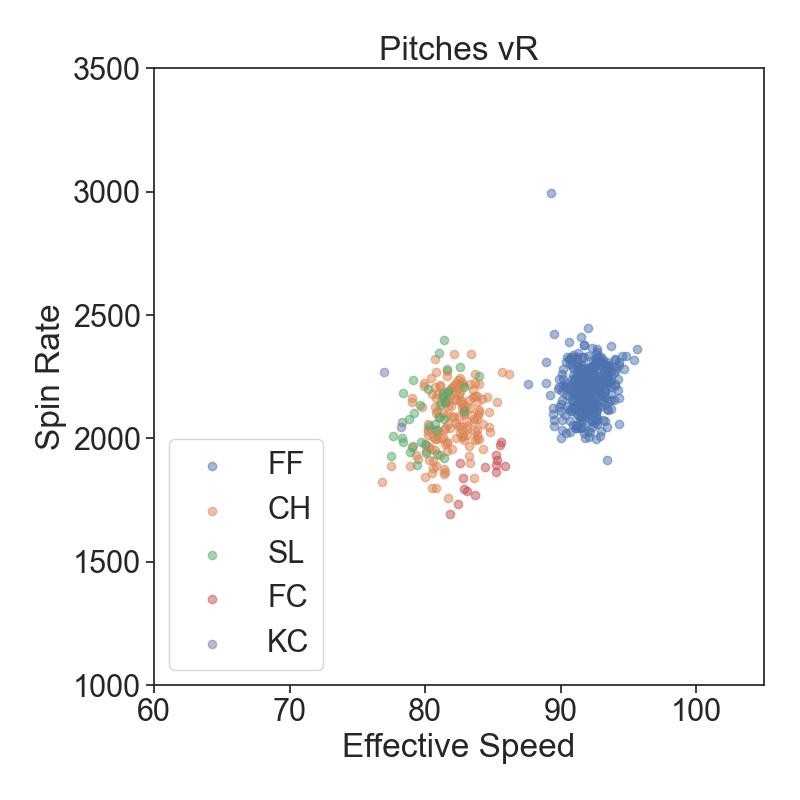 Pitches vR
3500
3000
2500
2000
1500
1000
Spin Rate
FF
CH
SL
FC
KC
60 70 80 90 100
Effective Speed